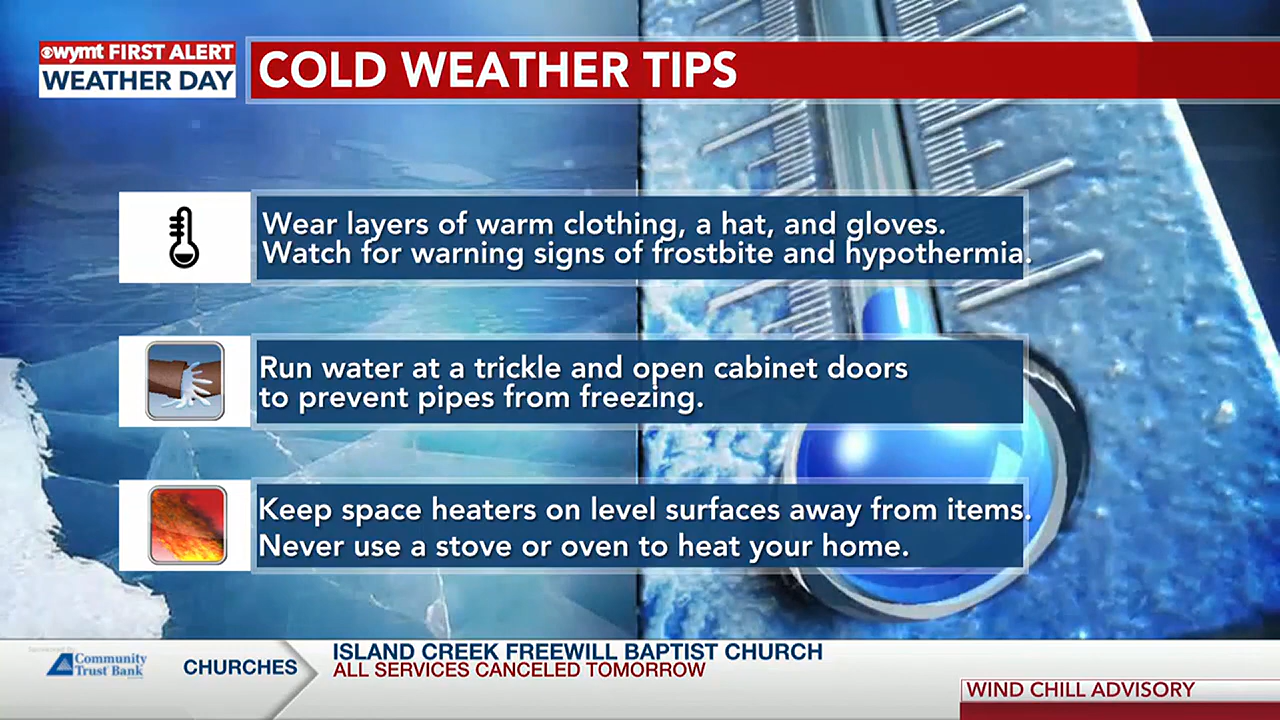 wymt FIRST ALERT
WEATHER DAY
COLD WEATHER TIPS
Wear layers of warm clothing, a hat, and gloves.
Watch for warning signs of frostbite and hypothermia.
Run water at a trickle and open cabinet doors
to prevent pipes from freezing.
Keep space heaters on level surfaces away from items.
Never use a stove or oven to heat your home.
Sponsored By
Community
Trust Bank
CHURCHES
ISLAND CREEK FREEWILL BAPTIST CHURCH
ALL SERVICES CANCELED TOMORROW
WIND CHILL ADVISORY